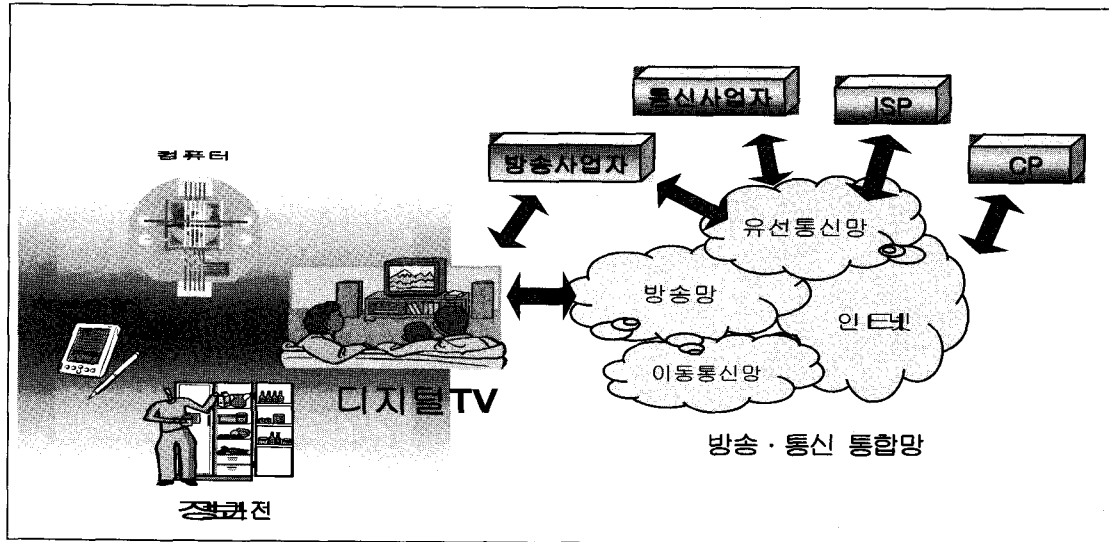 통신사업자
ISP
방송사업자
CP
컴퓨터
유선통신망
방송망
인터넷
이동통신망
디지털TV
방송 · 통신 통합망